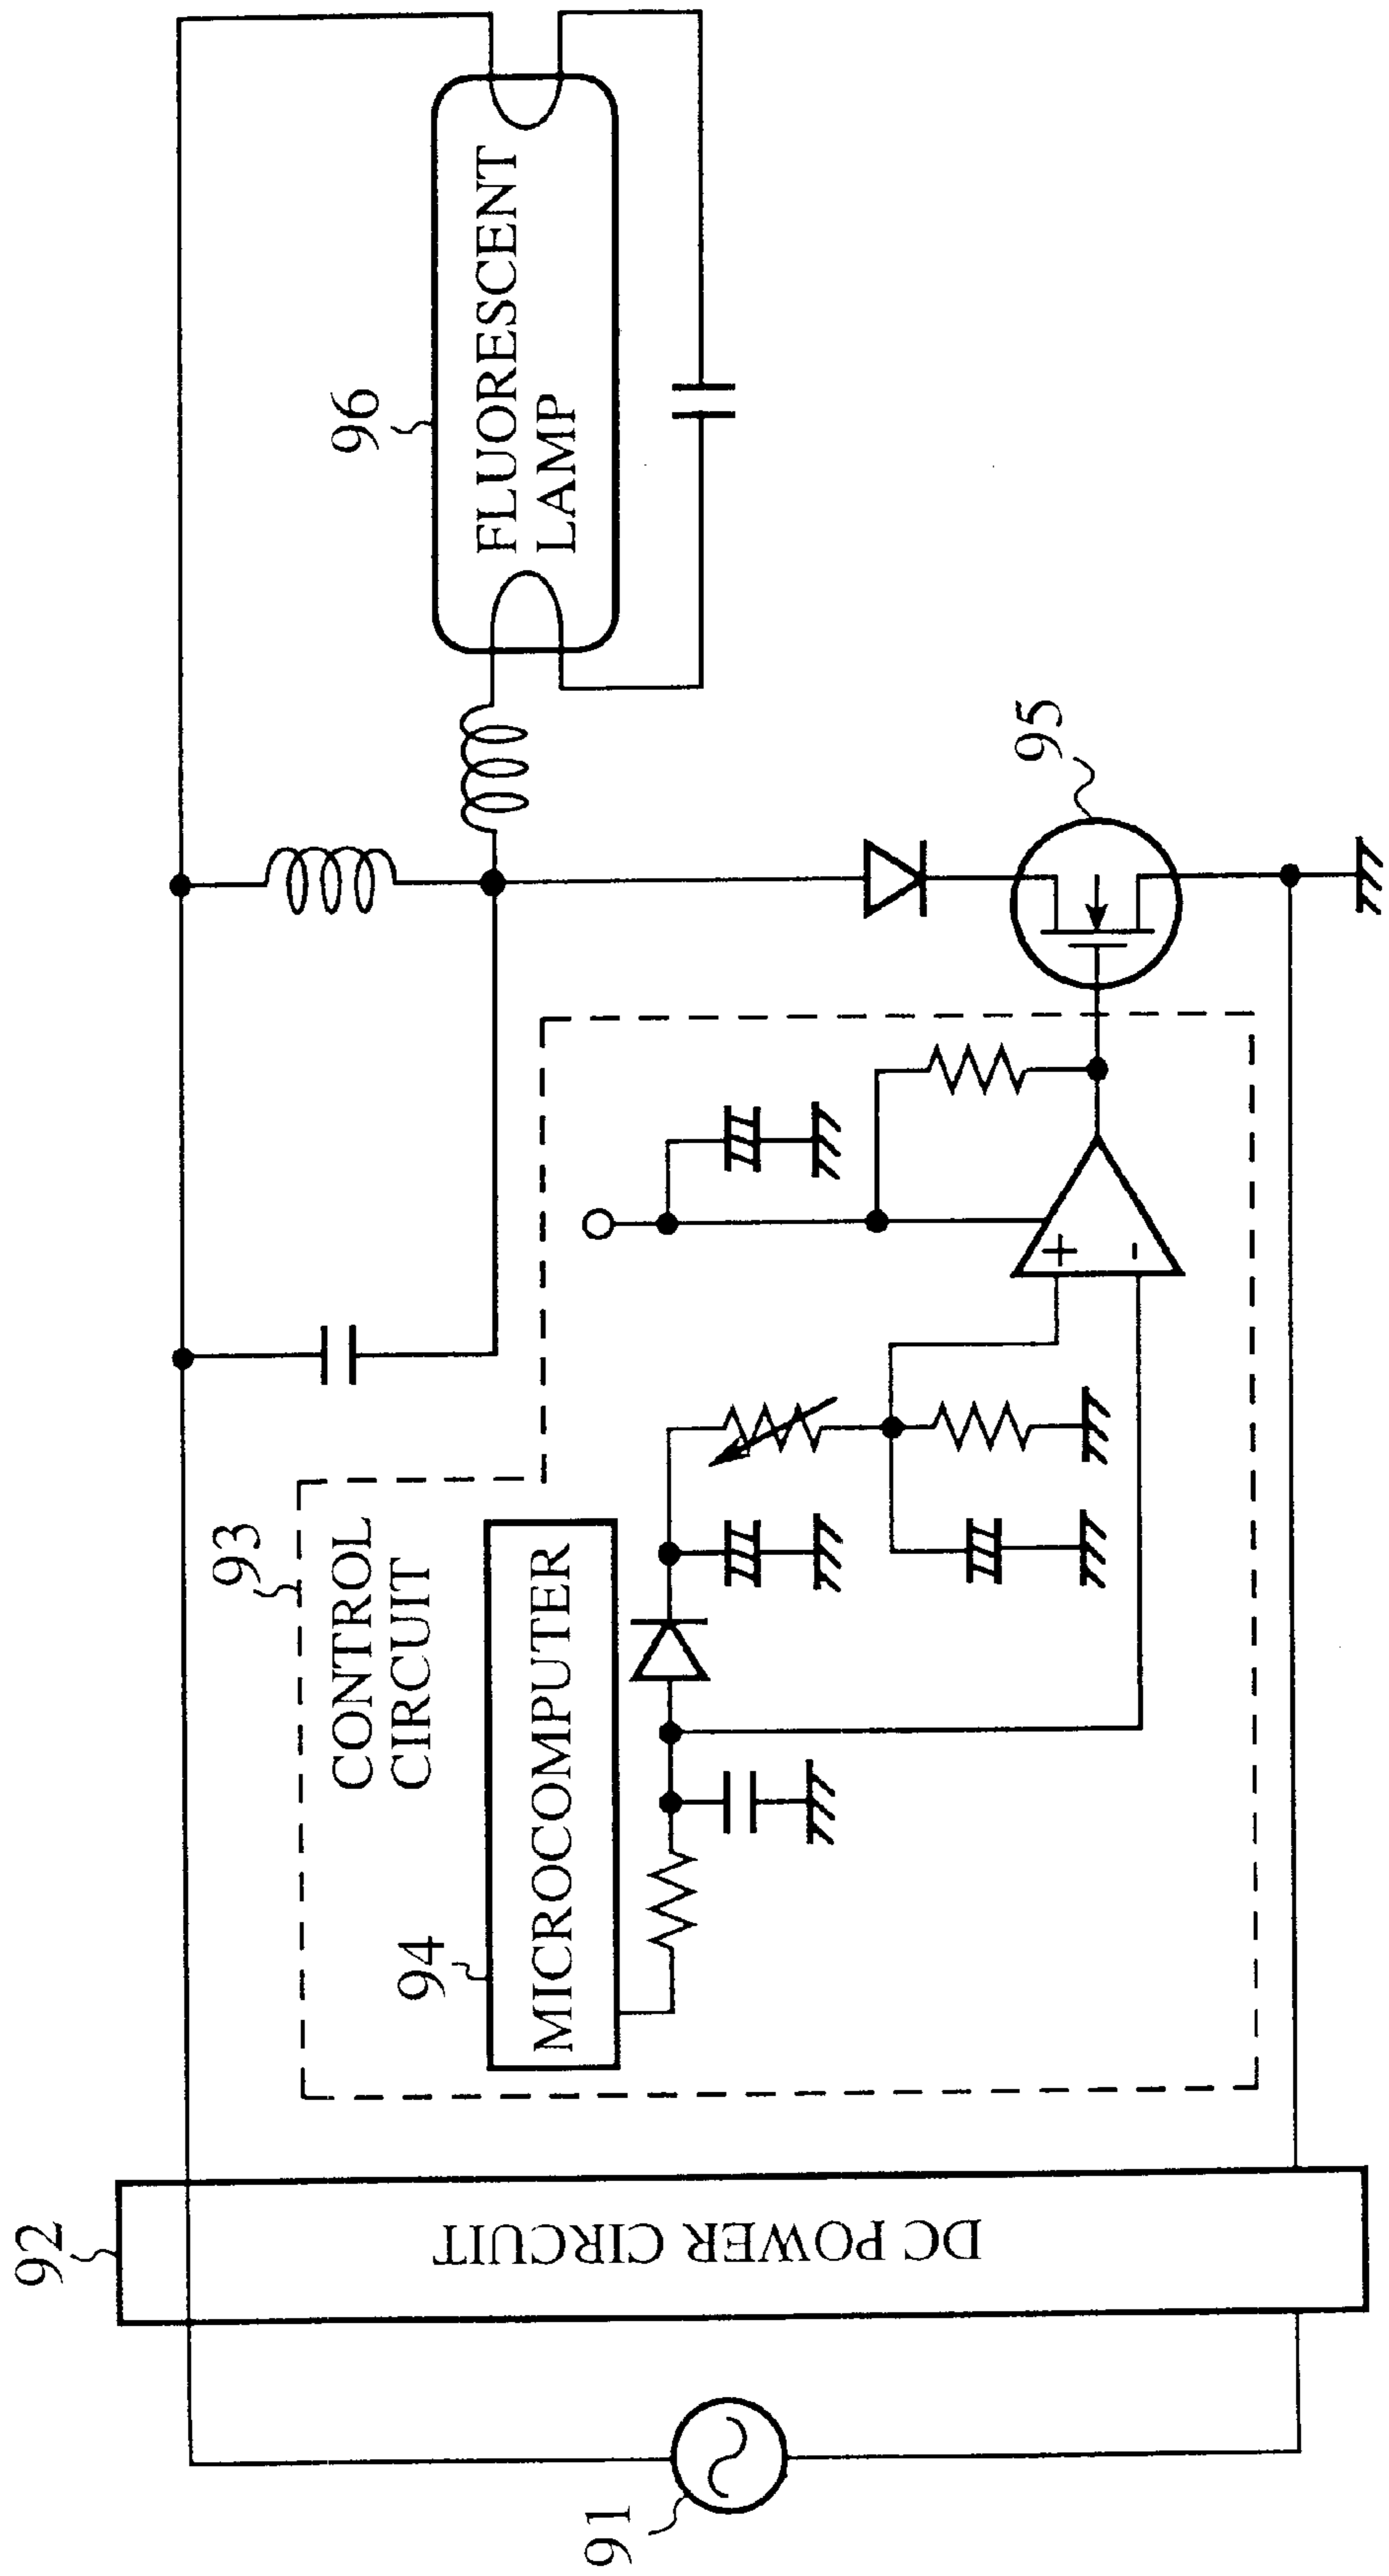 91
92
DC POWER CIRCUIT
93
CONTROL
CIRCUIT
94
MICROCOMPUTER
+
-
95
96
FLUORESCENT
LAMP